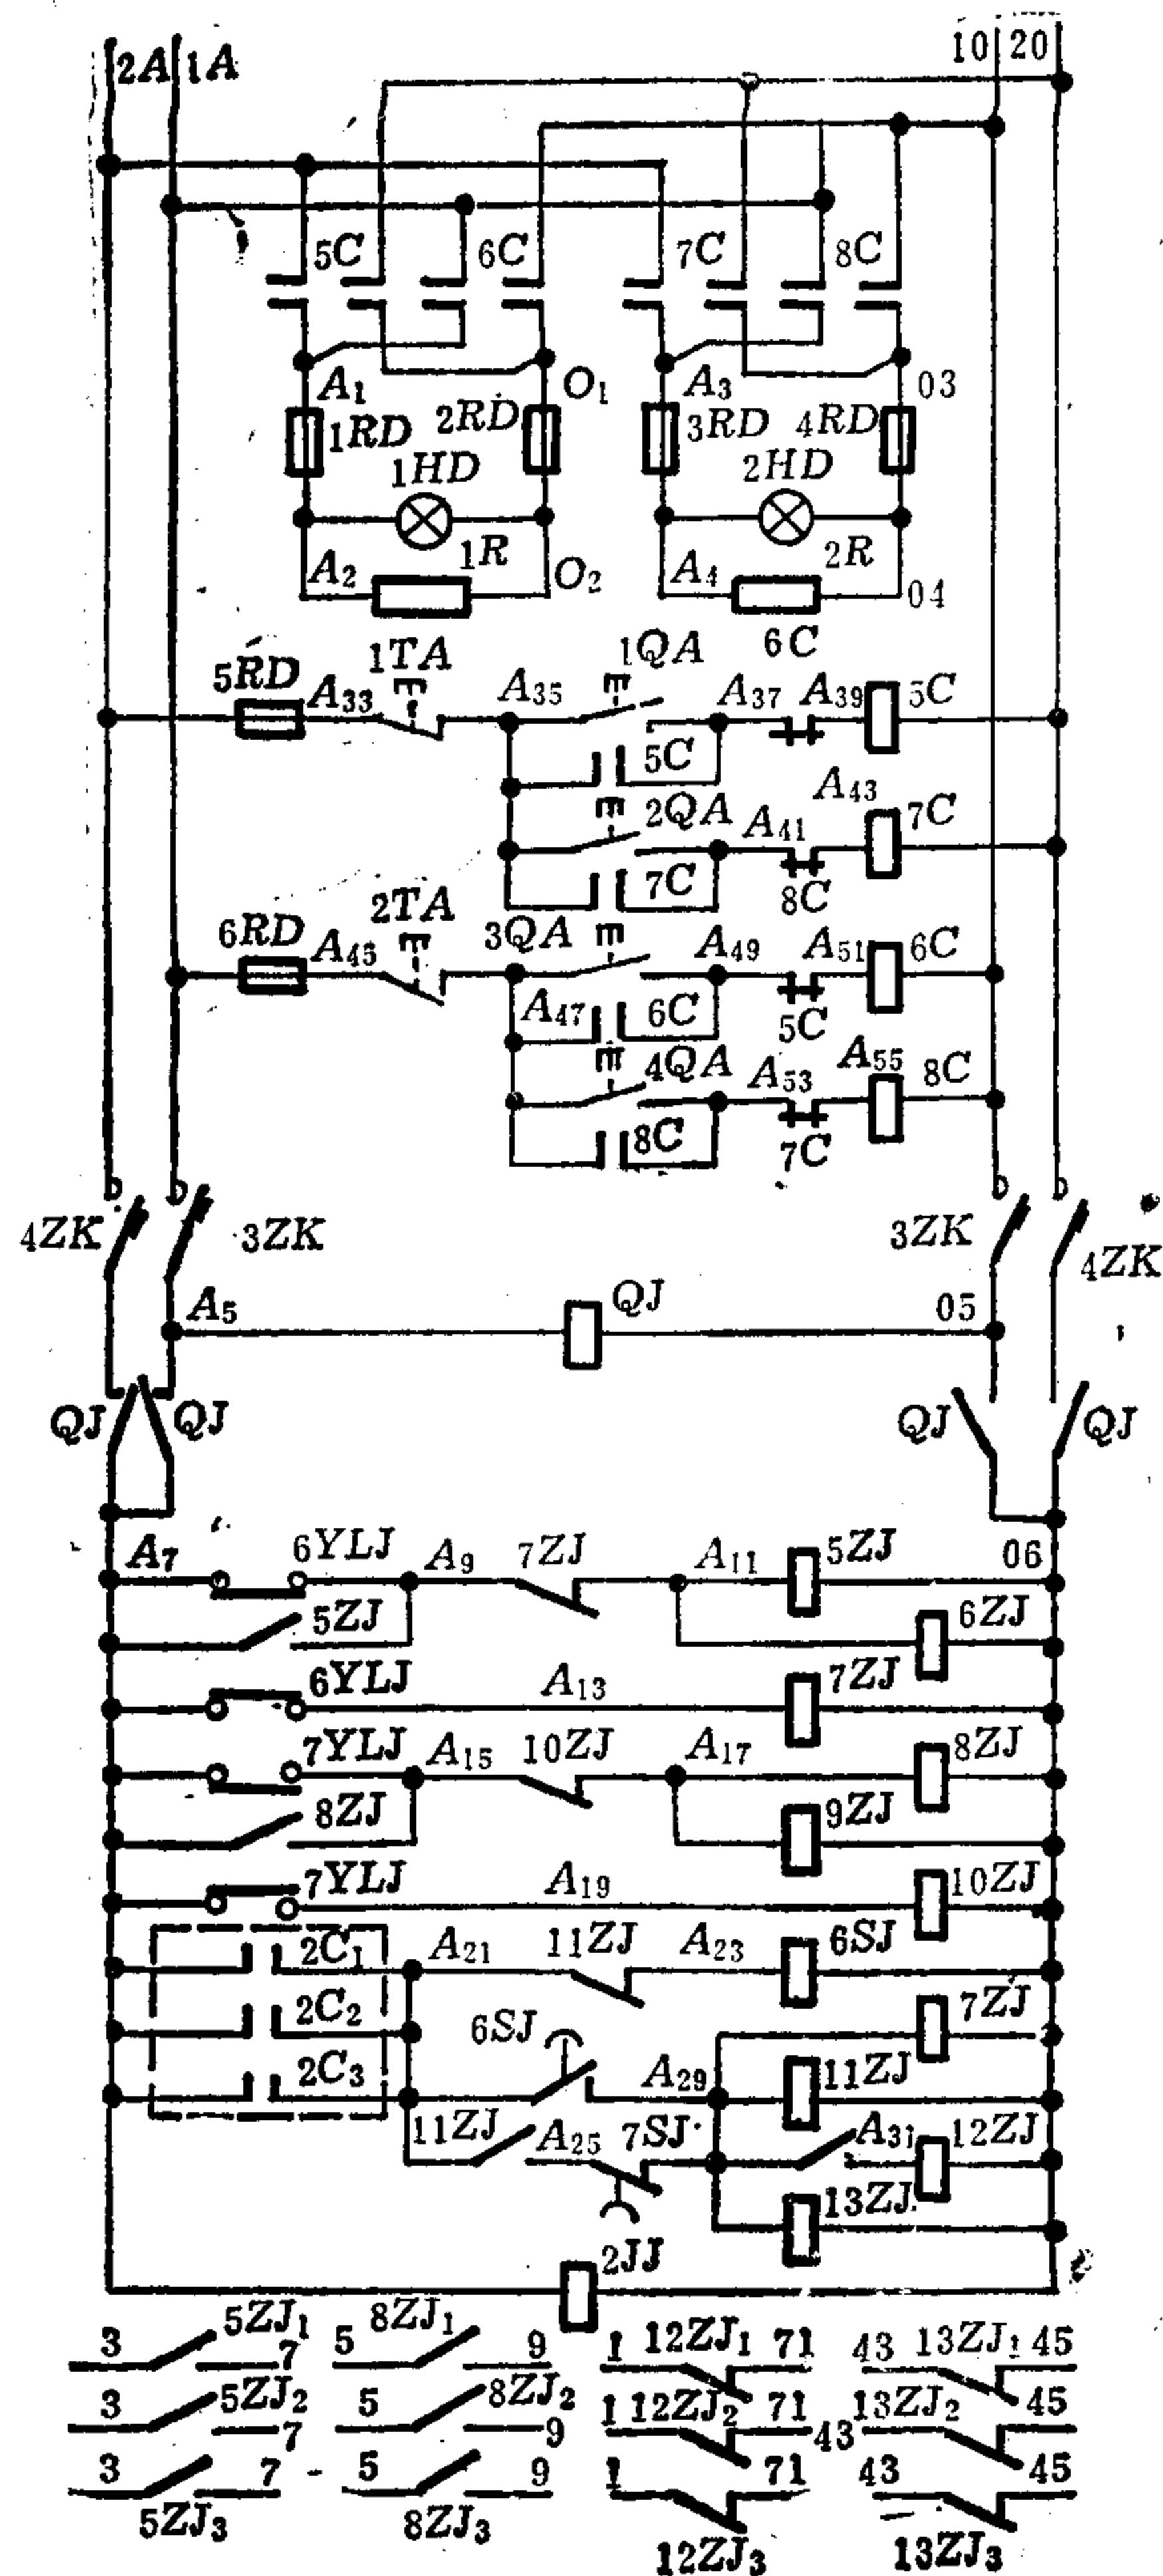 2A 1A 10 20
5C 6C 7C 8C
A1 O1 A3 03
1RD 2RD 3RD 4RD
1HD 2HD
1R 2R
A2 O2 A4 04
6C
5RD A33 1TA A35 1QA A37 A39 5C
5C
2QA A41 A43 7C
7C 8C
6RD A45 2TA 3QA A49 A51 6C
A47 6C 5C
4QA A53 A55 8C
8C 7C
4ZK 3ZK 3ZK 4ZK
A5 QJ 05
QJ QJ QJ QJ
A7 6YLJ A9 7ZJ A11 5ZJ 06
5ZJ 6ZJ
6YLJ A13 7ZJ
7YLJ A15 10ZJ A17 8ZJ
8ZJ 9ZJ
7YLJ A19 10ZJ
2C1 A21 11ZJ A23 6SJ
2C2 6SJ 7ZJ
2C3 A29 11ZJ
11ZJ A25 7SJ A31 12ZJ
13ZJ
2JJ
3 5ZJ1 7 5 8ZJ1 9 1 12ZJ1 71 43 13ZJ1 45
3 5ZJ2 7 5 8ZJ2 9 1 12ZJ2 71 43 13ZJ2 45
3 7 5 9 1 71 43 45
5ZJ3 8ZJ3 12ZJ3 13ZJ3